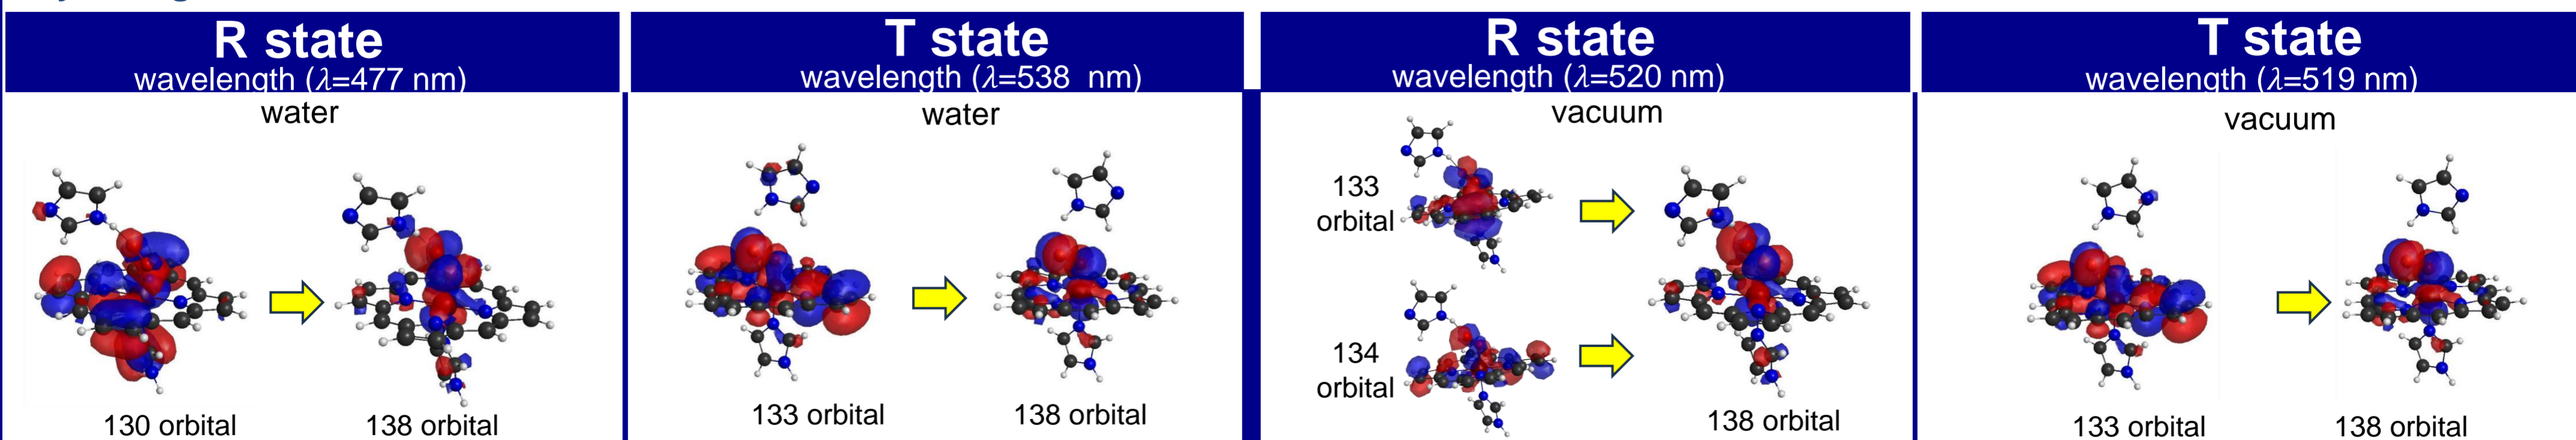 R state
wavelength (λ=477 nm)
water
130 orbital
138 orbital
T state
wavelength (λ=538 nm)
water
133 orbital
138 orbital
R state
wavelength (λ=520 nm)
vacuum
133
orbital
134
orbital
138 orbital
T state
wavelength (λ=519 nm)
vacuum
133 orbital
138 orbital